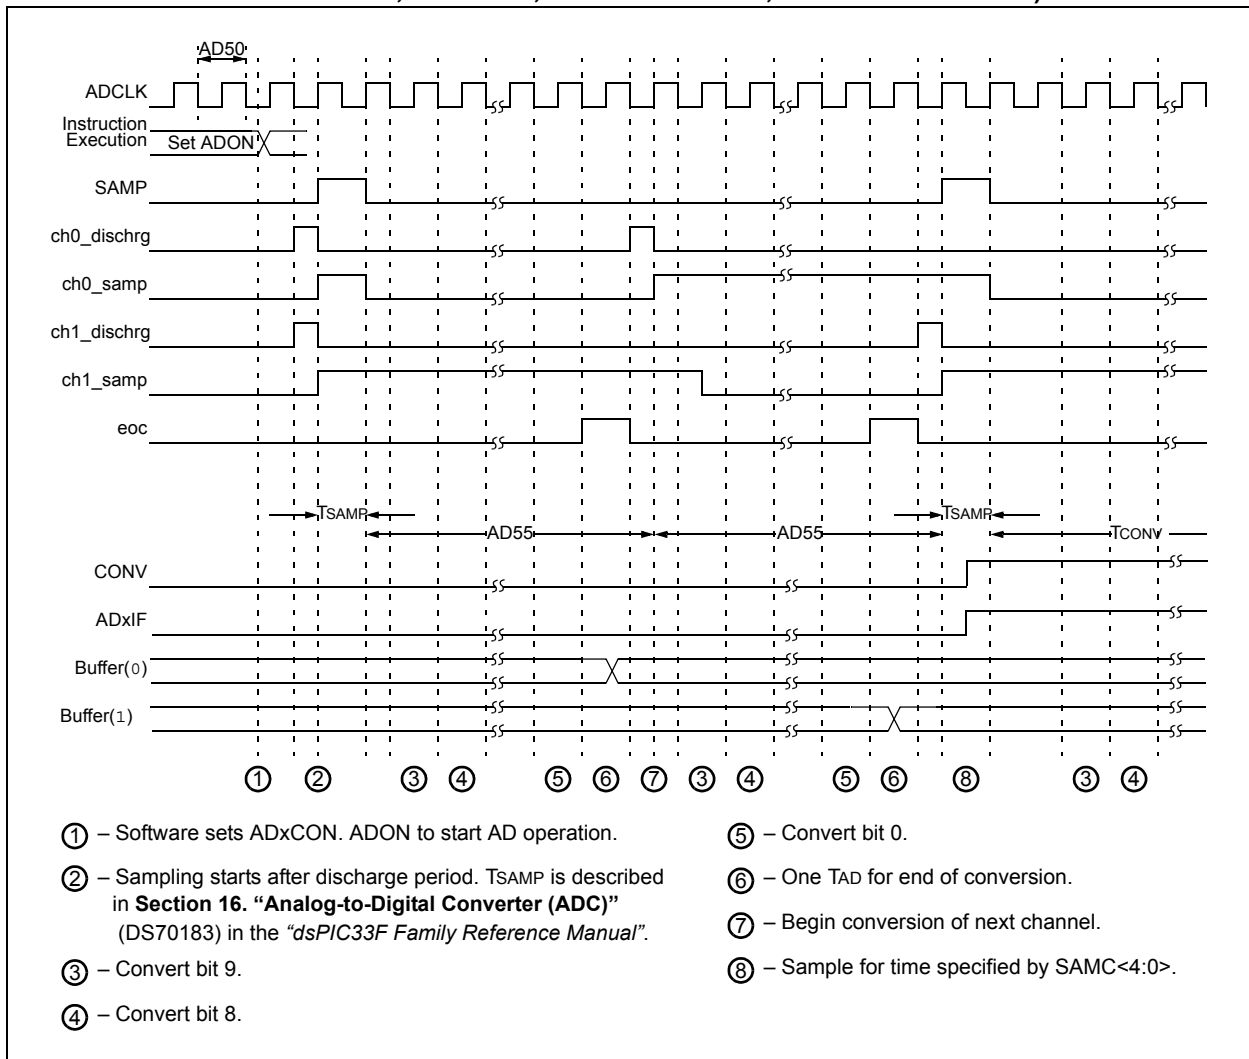 AD50
ADCLK
Instruction
Execution
Set ADON
SAMP
ch0_dischrg
ch0_samp
ch1_dischrg
ch1_samp
eoc
TSAMP
TSAMP
AD55
AD55
TCONV
CONV
ADxIF
Buffer(0)
Buffer(1)
1 2 3 4 5 6 7 3 4 5 6 8 3 4
1 – Software sets ADxCON. ADON to start AD operation.
2 – Sampling starts after discharge period. TSAMP is described
in Section 16. “Analog-to-Digital Converter (ADC)”
(DS70183) in the “dsPIC33F Family Reference Manual”.
3 – Convert bit 9.
4 – Convert bit 8.
5 – Convert bit 0.
6 – One TAD for end of conversion.
7 – Begin conversion of next channel.
8 – Sample for time specified by SAMC<4:0>.